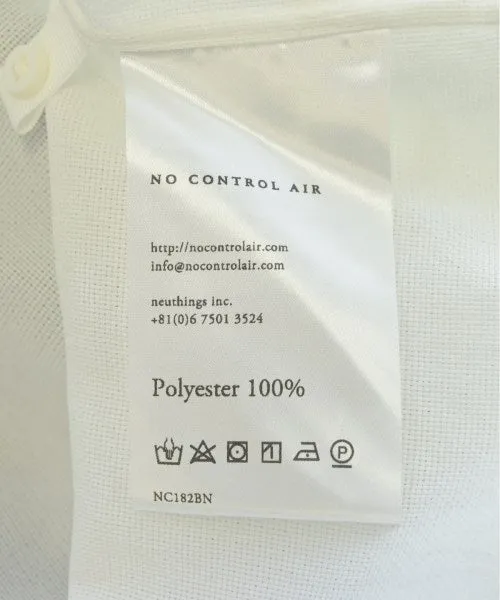 NO CONTROL AIR
http://nocontrolair.com
info@nocontrolair.com
neuthings inc.
+81(0)6 7501 3524
Polyester 100%
P
NC182BN